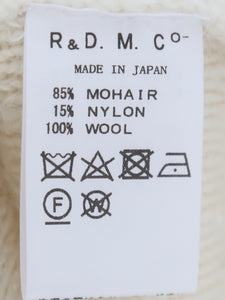 R & D. M. Co-
MADE IN JAPAN
85% MOHAIR
15% NYLON
100% WOOL
F W